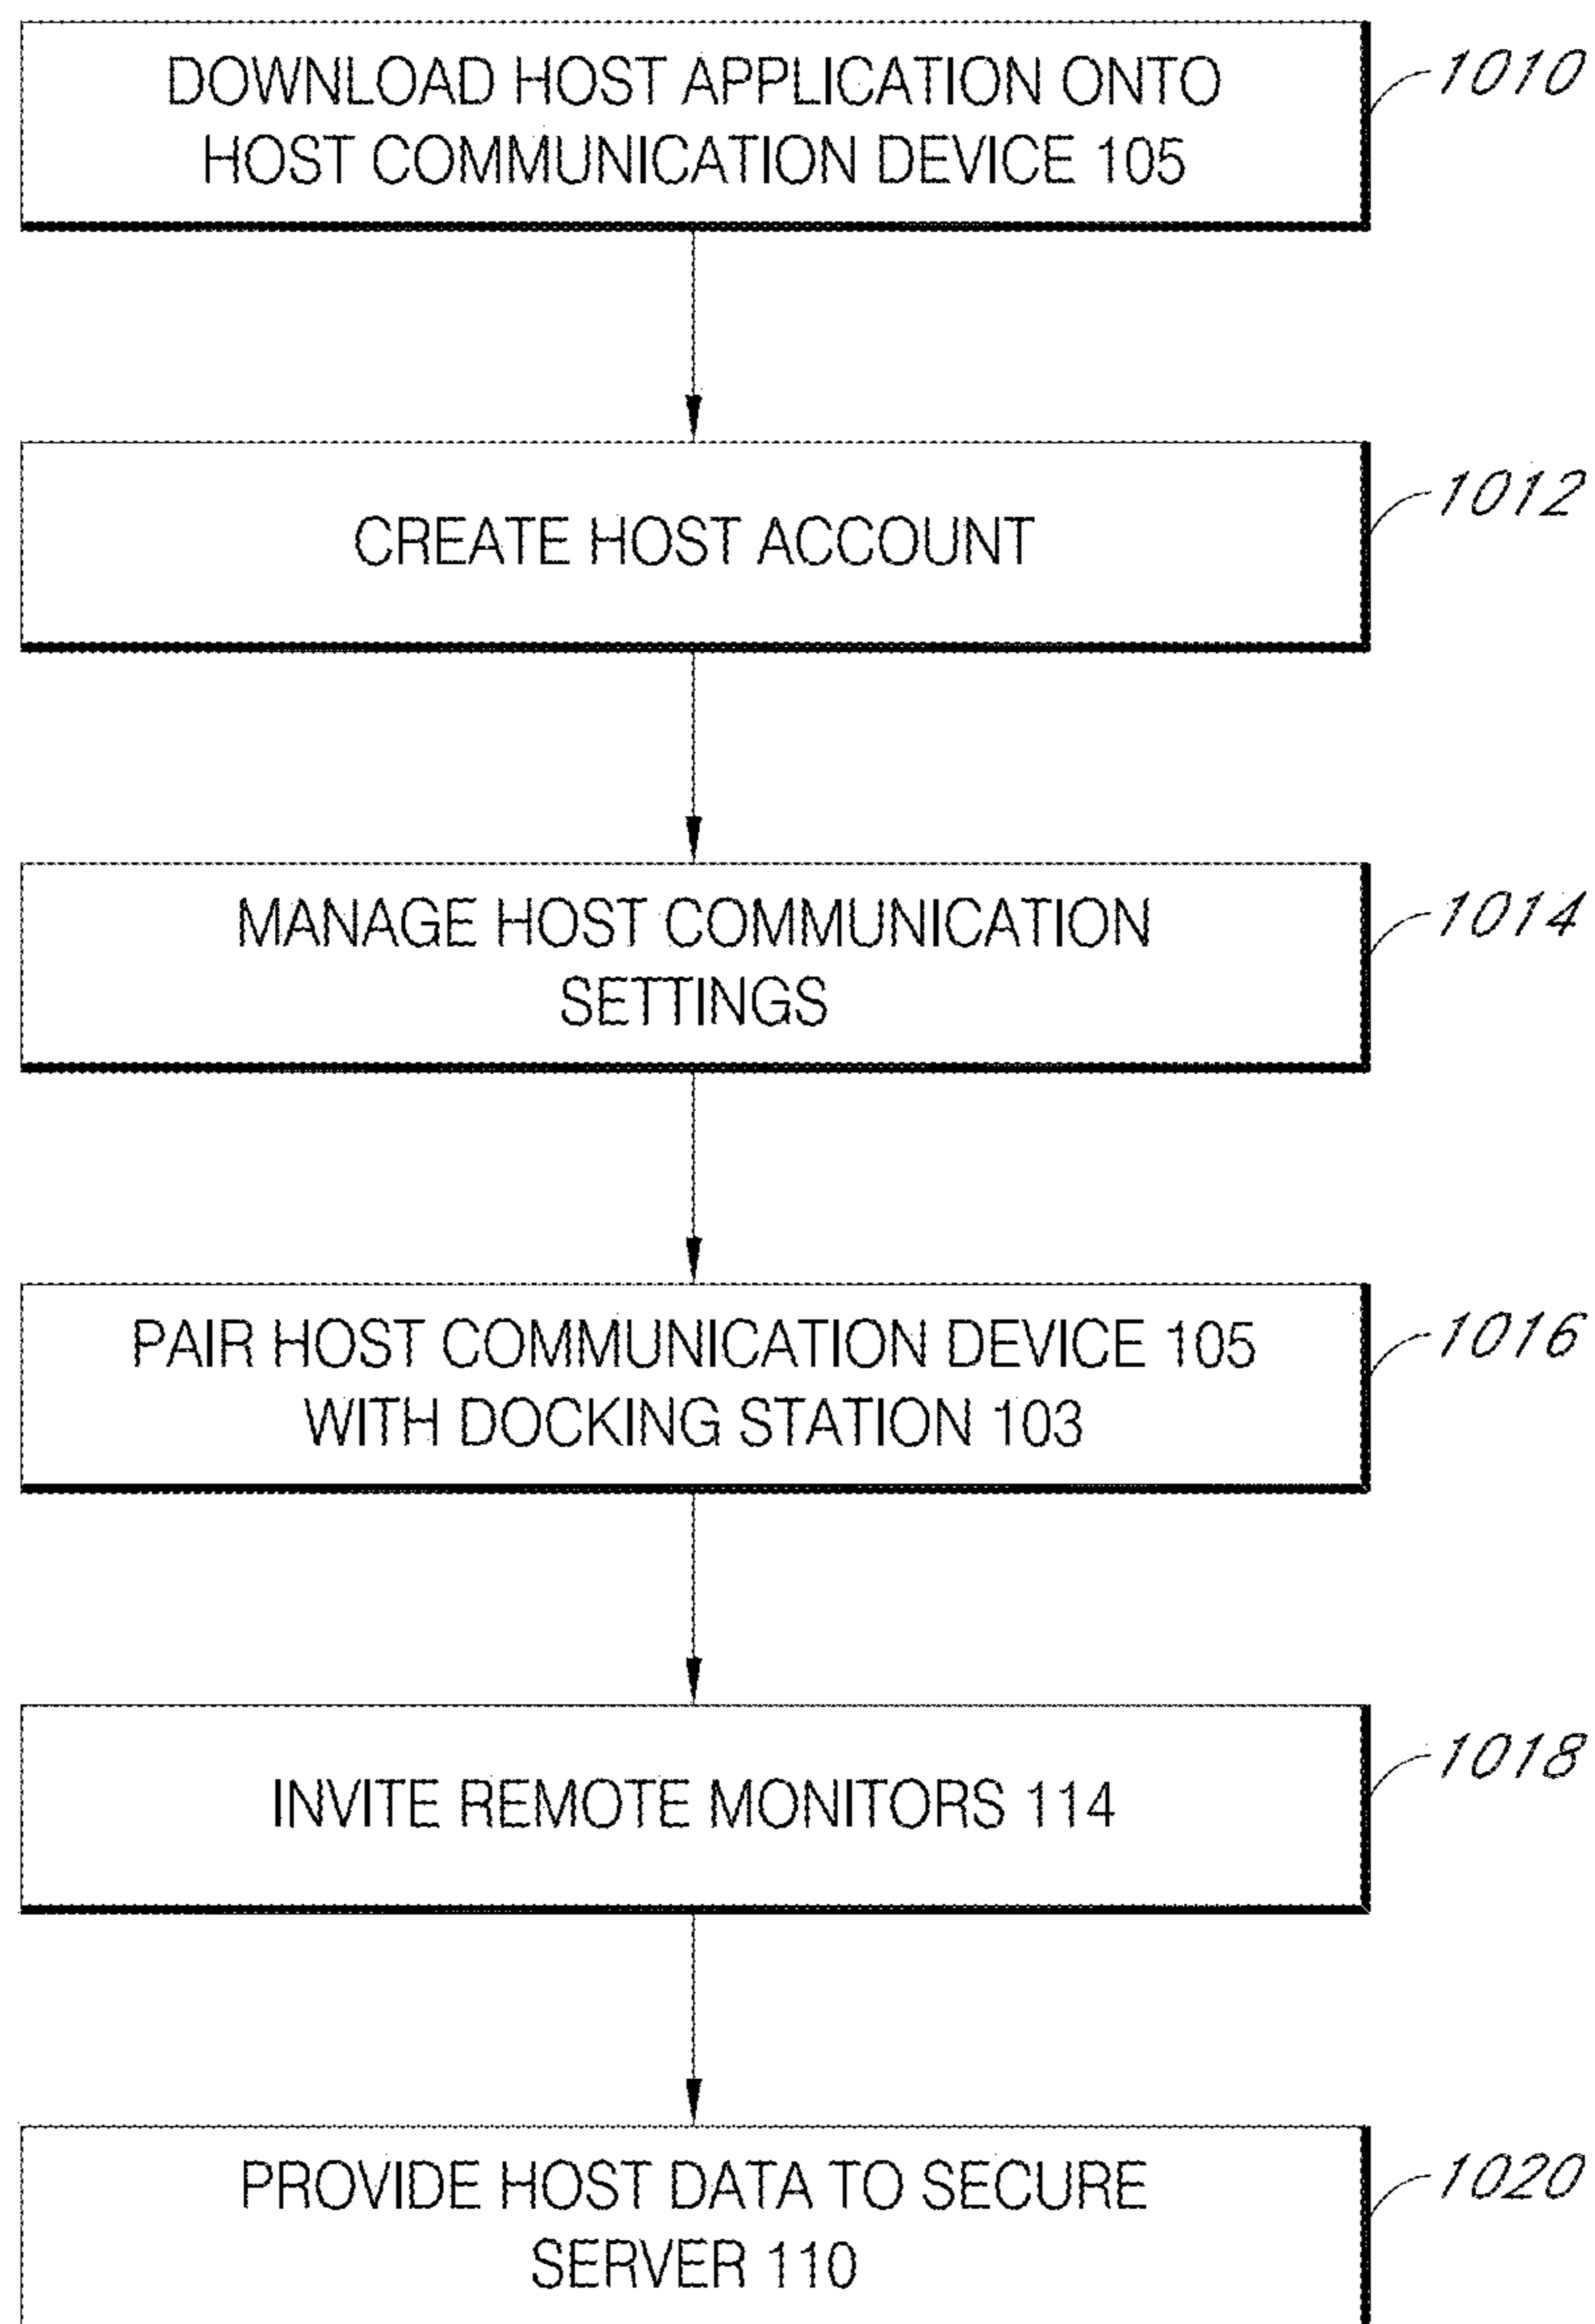 DOWNLOAD HOST APPLICATION ONTO
HOST COMMUNICATION DEVICE 105
1010
CREATE HOST ACCOUNT
1012
MANAGE HOST COMMUNICATION
SETTINGS
1014
PAIR HOST COMMUNICATION DEVICE 105
WITH DOCKING STATION 103
1016
INVITE REMOTE MONITORS 114
1018
PROVIDE HOST DATA TO SECURE
SERVER 110
1020